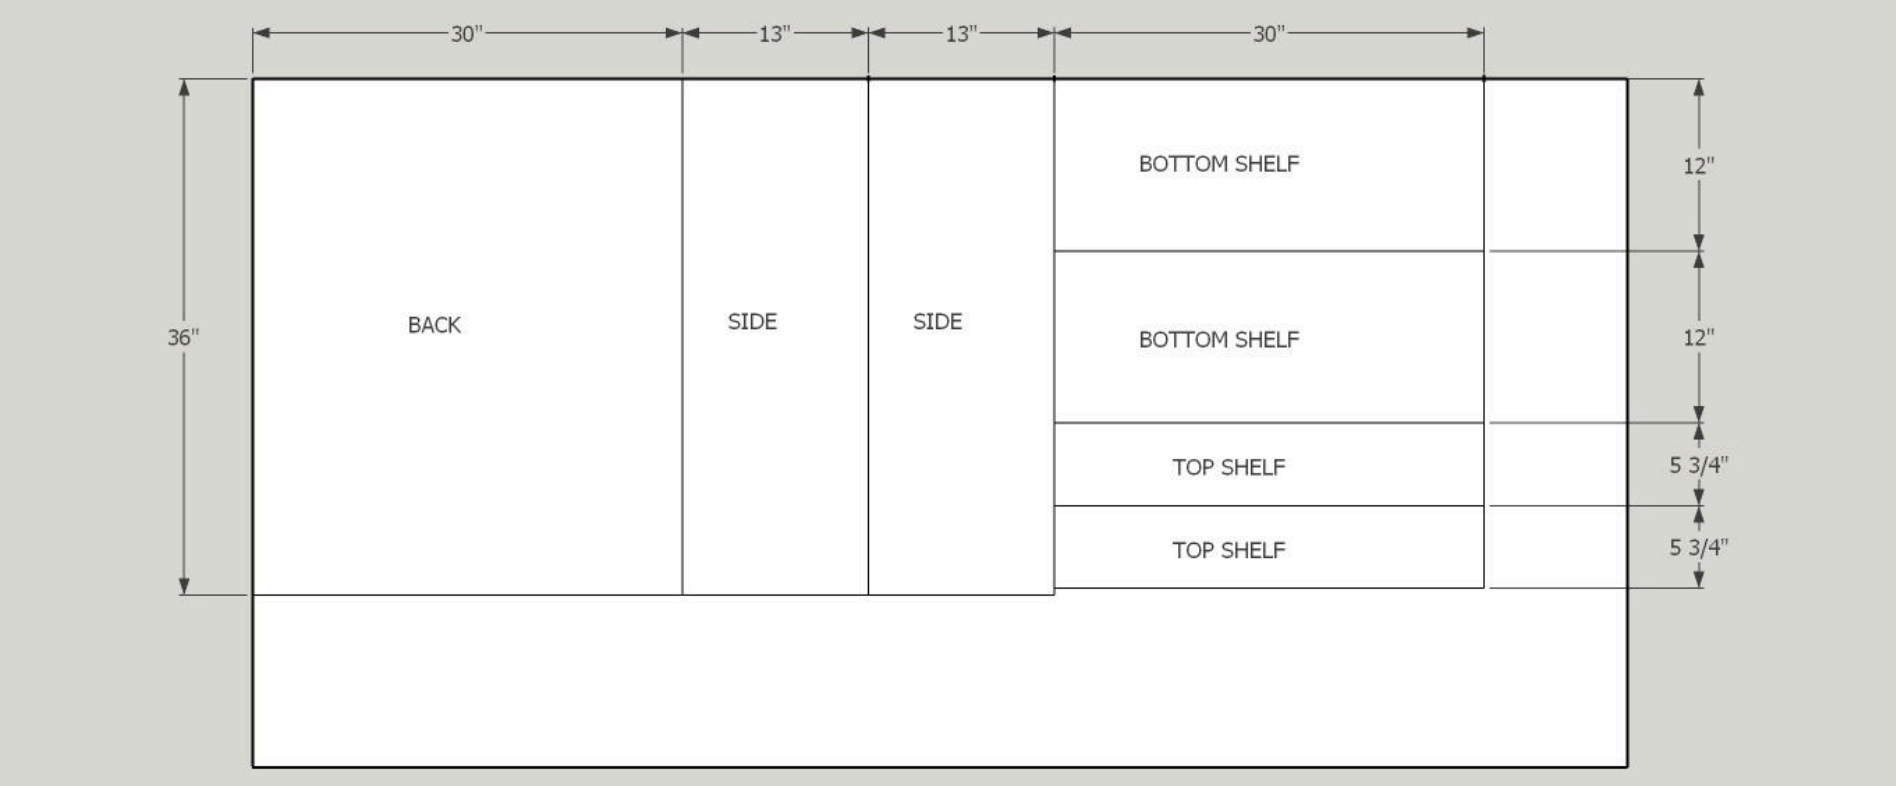 30" 13" 13" 30"
BOTTOM SHELF
12"
BACK
SIDE
SIDE
36"
BOTTOM SHELF
12"
TOP SHELF
5 3/4"
TOP SHELF
5 3/4"